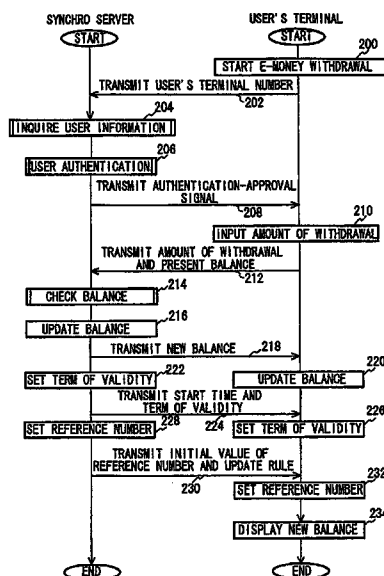 SYNCHRO SERVER
USER'S TERMINAL
START
START
200
START E-MONEY WITHDRAWAL
TRANSMIT USER'S TERMINAL NUMBER
202
204
INQUIRE USER INFORMATION
206
USER AUTHENTICATION
TRANSMIT AUTHENTICATION-APPROVAL
SIGNAL
208
210
INPUT AMOUNT OF WITHDRAWAL
TRANSMIT AMOUNT OF WITHDRAWAL
AND PRESENT BALANCE
212
214
CHECK BALANCE
216
UPDATE BALANCE
218
TRANSMIT NEW BALANCE
222
220
SET TERM OF VALIDITY
UPDATE BALANCE
TRANSMIT START TIME AND
TERM OF VALIDITY
228
224
226
SET REFERENCE NUMBER
SET TERM OF VALIDITY
TRANSMIT INITIAL VALUE OF
REFERENCE NUMBER AND UPDATE RULE
230
232
SET REFERENCE NUMBER
234
DISPLAY NEW BALANCE
END
END